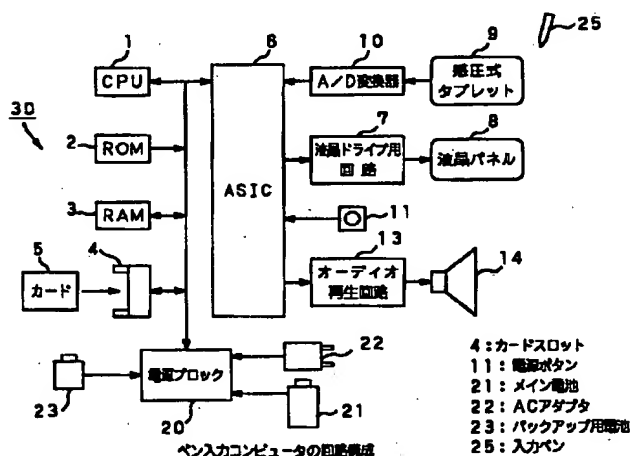 1
CPU
30
2
ROM
3
RAM
5
カード
4
6
ASIC
10
A/D変換器
9
感圧式
タブレット
25
7
液晶ドライブ用
回路
8
液晶パネル
11
13
オーディオ
再生回路
14
電源ブロック
20
22
23
21
4:カードスロット
11:電源ボタン
21:メイン電池
22:ACアダプタ
23:バックアップ用電池
25:入力ペン
ペン入力コンピュータの回路構成